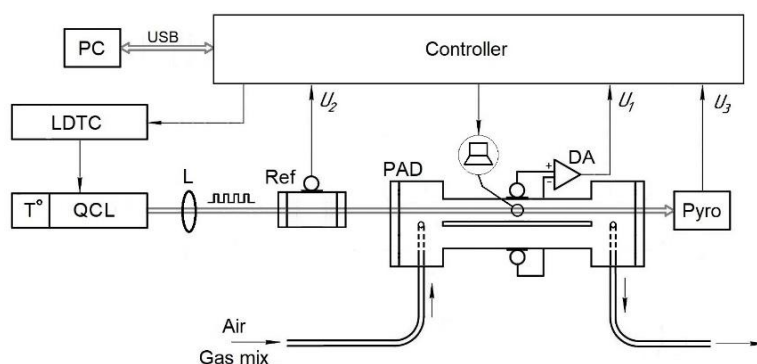 PC
USB
Controller
U2
U1
U3
LDTC
T° QCL
L
Ref
PAD
+
−
DA
Pyro
Air
Gas mix